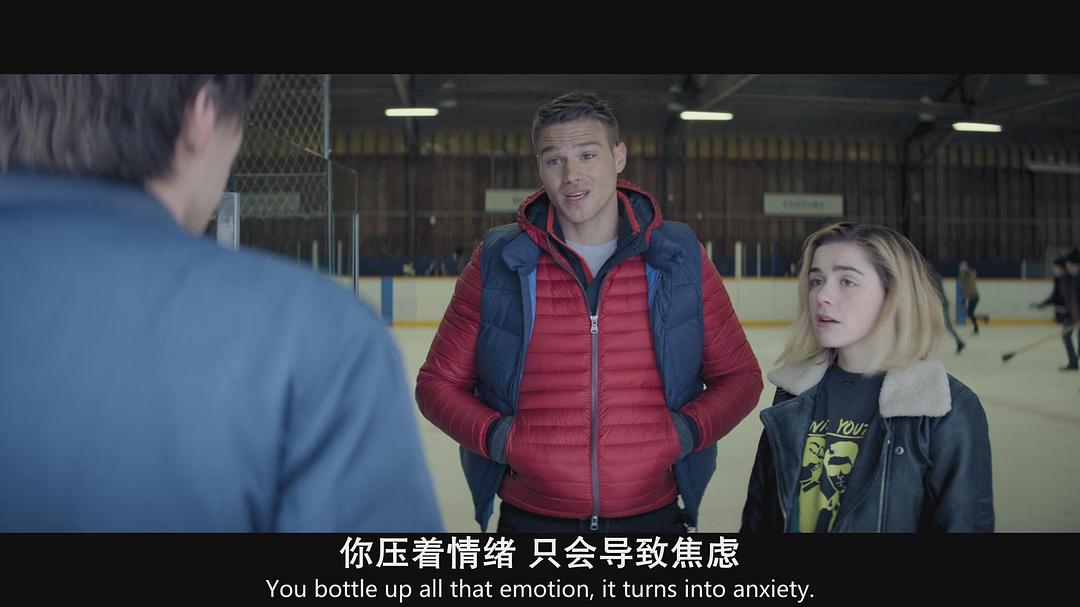 YOU?
你压着情绪 只会导致焦虑
You bottle up all that emotion, it turns into anxiety.